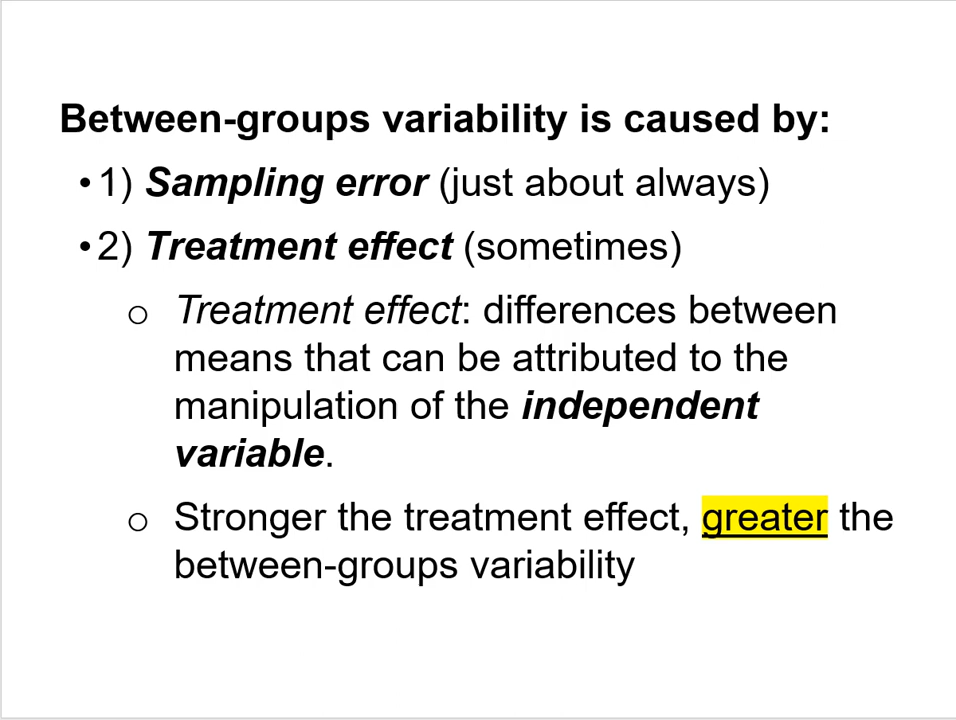 Between-groups variability is caused by:
• 1) Sampling error (just about always)
• 2) Treatment effect (sometimes)
o Treatment effect: differences between
means that can be attributed to the
manipulation of the independent
variable.
o Stronger the treatment effect, greater the
between-groups variability